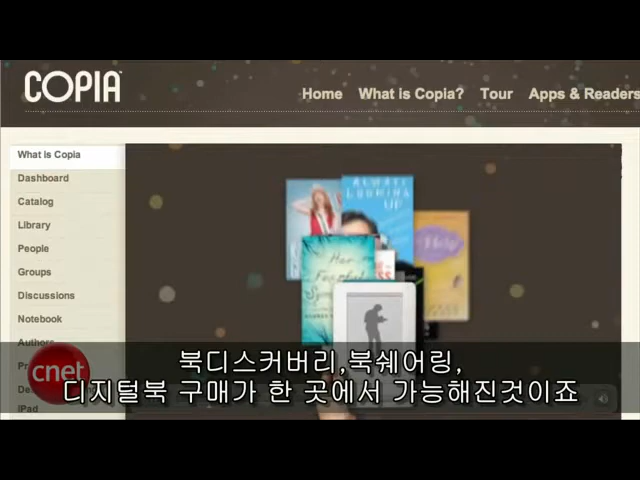 COPIA
Home What is Copia? Tour Apps & Readers
What is Copia
Dashboard
Catalog
Library
People
Groups
Discussions
Notebook
ALWAYS
LOOKING
UP
Her
Fearful
cnet
iPad
북디스커버리,북쉐어링,
디지털북 구매가 한 곳에서 가능해진것이죠